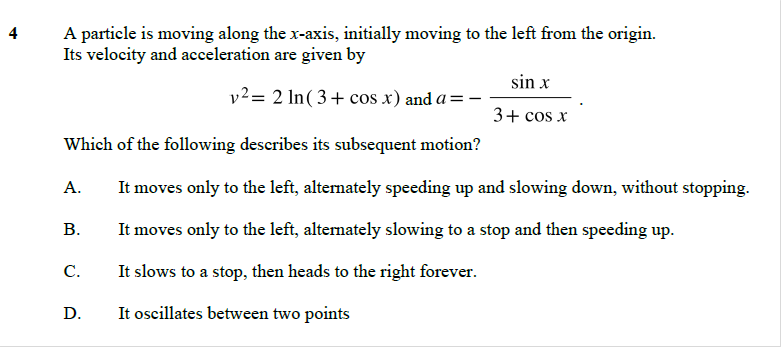 4 A particle is moving along the x-axis, initially moving to the left from the origin.
Its velocity and acceleration are given by
v² = 2 ln( 3 + cos x) and a = − sin x / 3 + cos x .
Which of the following describes its subsequent motion?
A. It moves only to the left, alternately speeding up and slowing down, without stopping.
B. It moves only to the left, alternately slowing to a stop and then speeding up.
C. It slows to a stop, then heads to the right forever.
D. It oscillates between two points